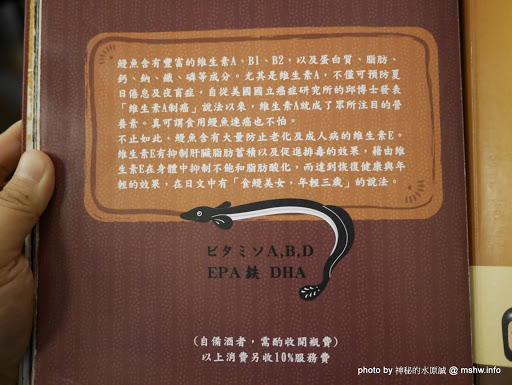 鰻魚含有豐富的維生素A、B1、B2，以及蛋白質、脂肪、
鈣、鈉、鐵、磷等成分。尤其是維生素A，不僅可預防夏
日倦怠及夜盲症，自從美國國立癌症研究所的邱博士發表
「維生素A制癌」說法以來，維生素A就成了眾所注目的營
養素。真可謂食用鰻魚連癌也不怕。
不止如此，鰻魚含有大量防止老化及成人病的維生素E。
維生素E有抑制肝臟脂肪蓄積以及促進排毒的效果，藉由維
生素E在身體中抑制不飽和脂肪酸，而達到恢復健康與年
輕的效果，在日文中有「食鰻美女，年輕三歲」的說法。
ビタミソA,B,D
EPA 鉄 DHA
(自備酒者，需酌收開瓶費)
以上消費另收10%服務費
photo by 神秘的水原誠 @ mshw.info